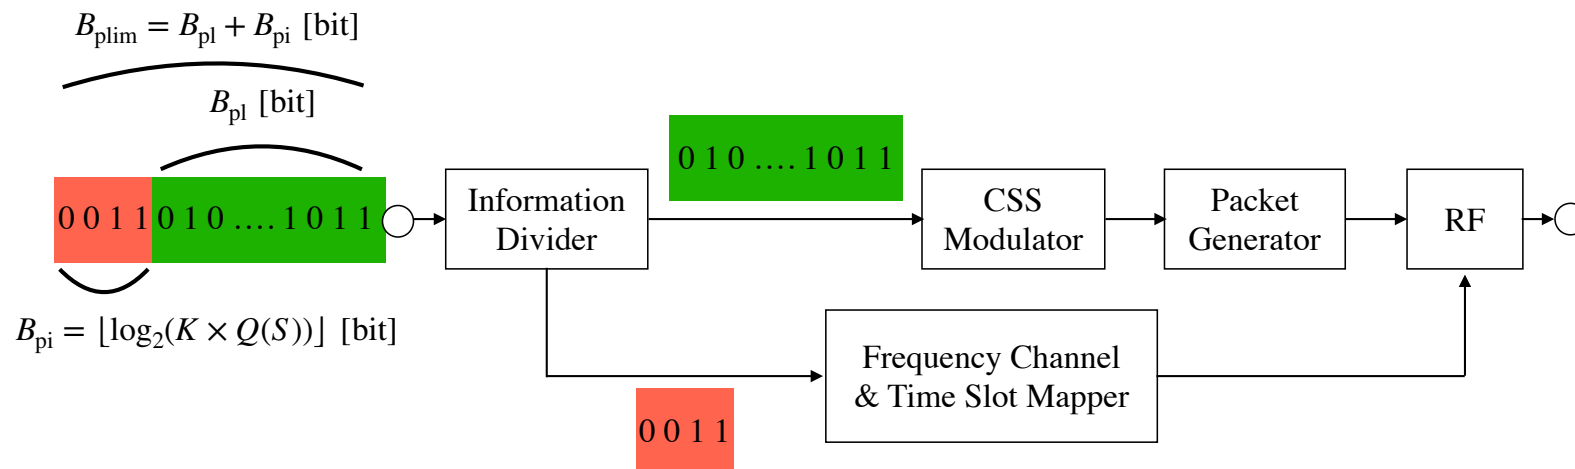 B_plim = B_pl + B_pi [bit]
B_pl [bit]
0 0 1 1 0 1 0 .... 1 0 1 1
B_pi = ⌊log₂(K × Q(S))⌋ [bit]
Information
Divider
0 1 0 .... 1 0 1 1
0 0 1 1
CSS
Modulator
Packet
Generator
RF
Frequency Channel
& Time Slot Mapper